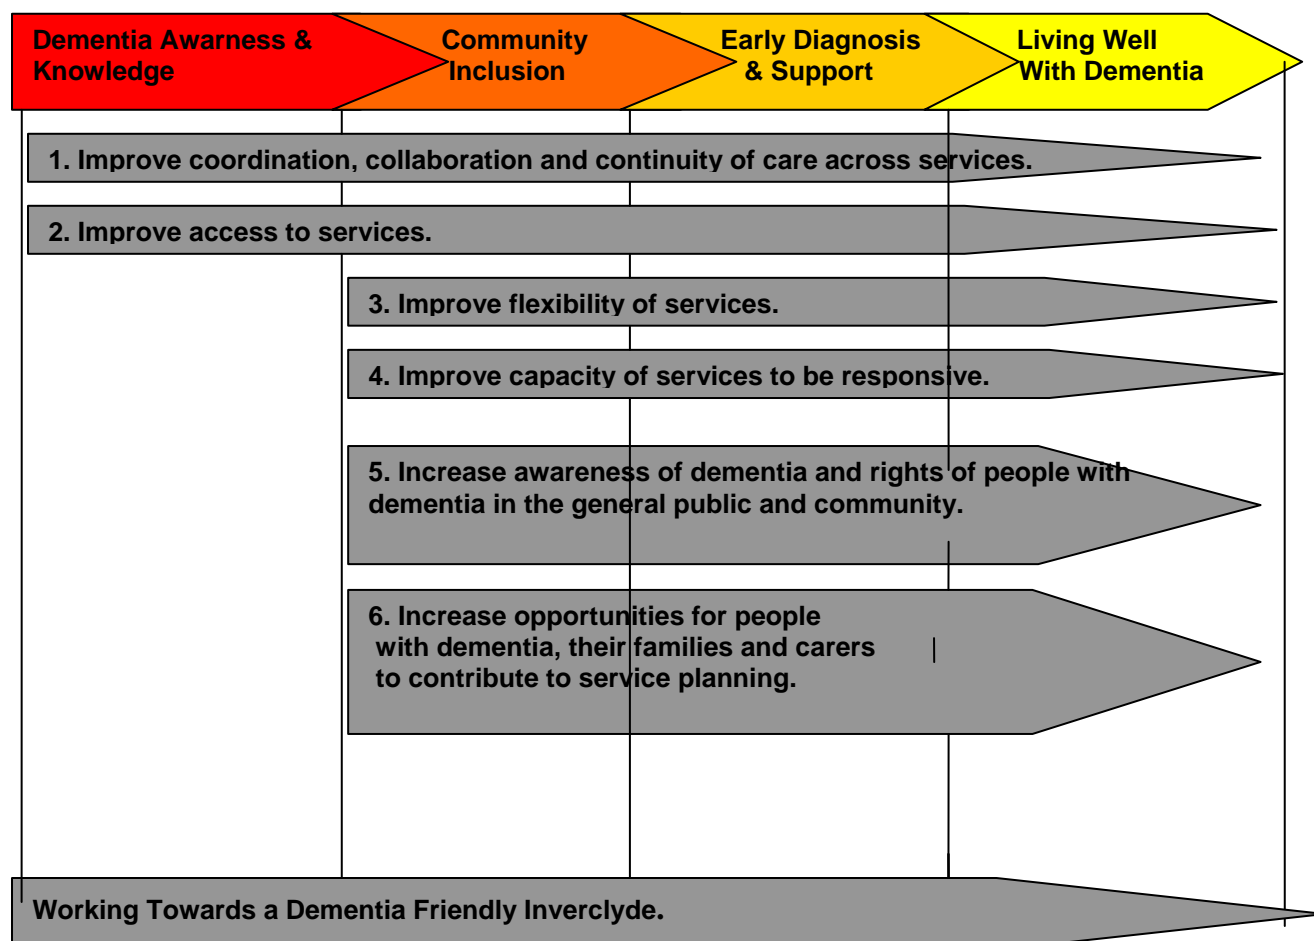 Dementia Awarness &
Knowledge
Community
Inclusion
Early Diagnosis
& Support
Living Well
With Dementia
1. Improve coordination, collaboration and continuity of care across services.
2. Improve access to services.
3. Improve flexibility of services.
4. Improve capacity of services to be responsive.
5. Increase awareness of dementia and rights of people with
dementia in the general public and community.
6. Increase opportunities for people
with dementia, their families and carers
to contribute to service planning.
Working Towards a Dementia Friendly Inverclyde.